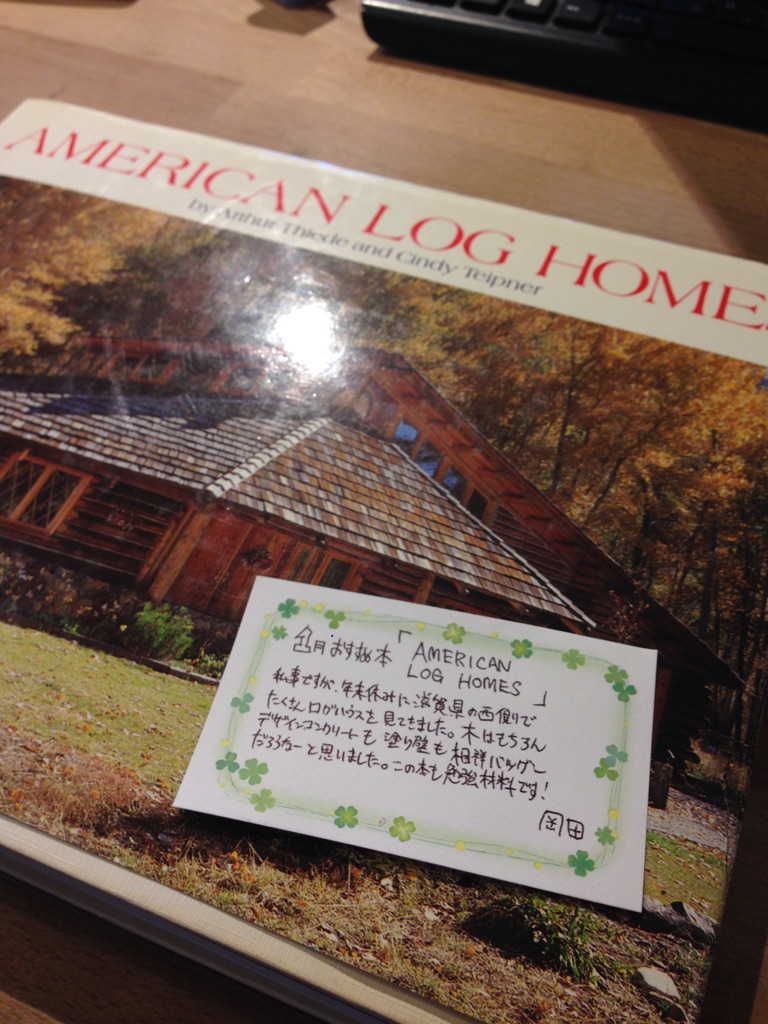 AMERICAN LOG HOMES
by Arthur Thiede and Cindy Teipner
1月おすすめ本「AMERICAN
LOG HOMES」
私事ですが、年末休みに滋賀県の西側りで
たくさんログハウスを見てきました。木はもちろん
デザインコンクリートも塗り壁も相祥バツグン
だろうなーと思いました。この本も勉強材料です!
岡田